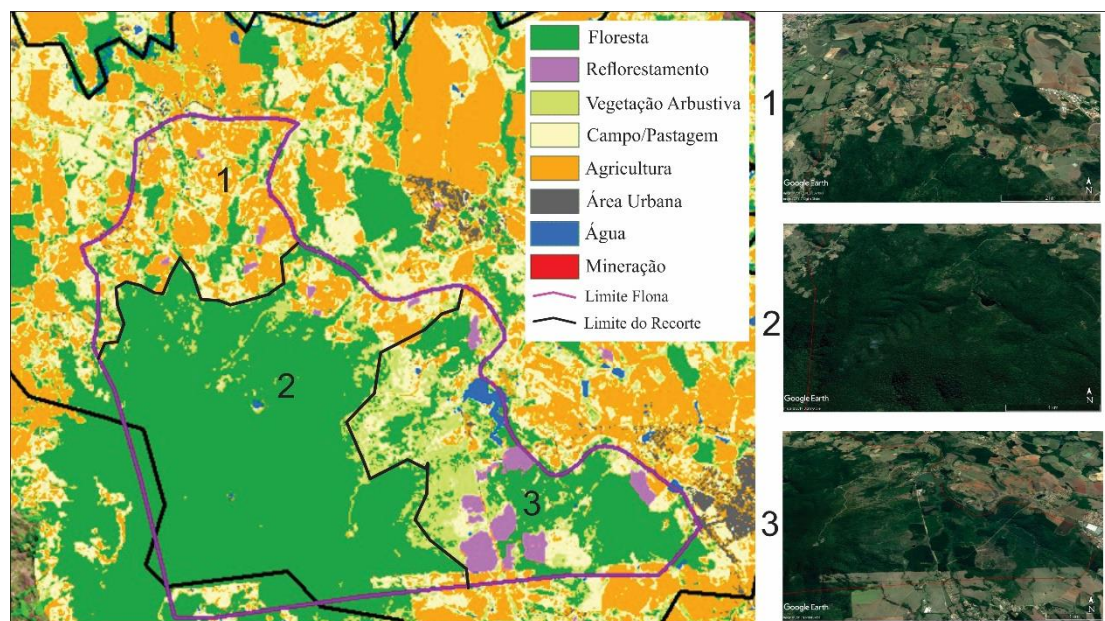 Floresta
Reflorestamento
Vegetação Arbustiva
Campo/Pastagem
Agricultura
Área Urbana
Água
Mineração
Limite Flona
Limite do Recorte
1
2
3
1
Google Earth
N
2
Google Earth
N
3
Google Earth
N